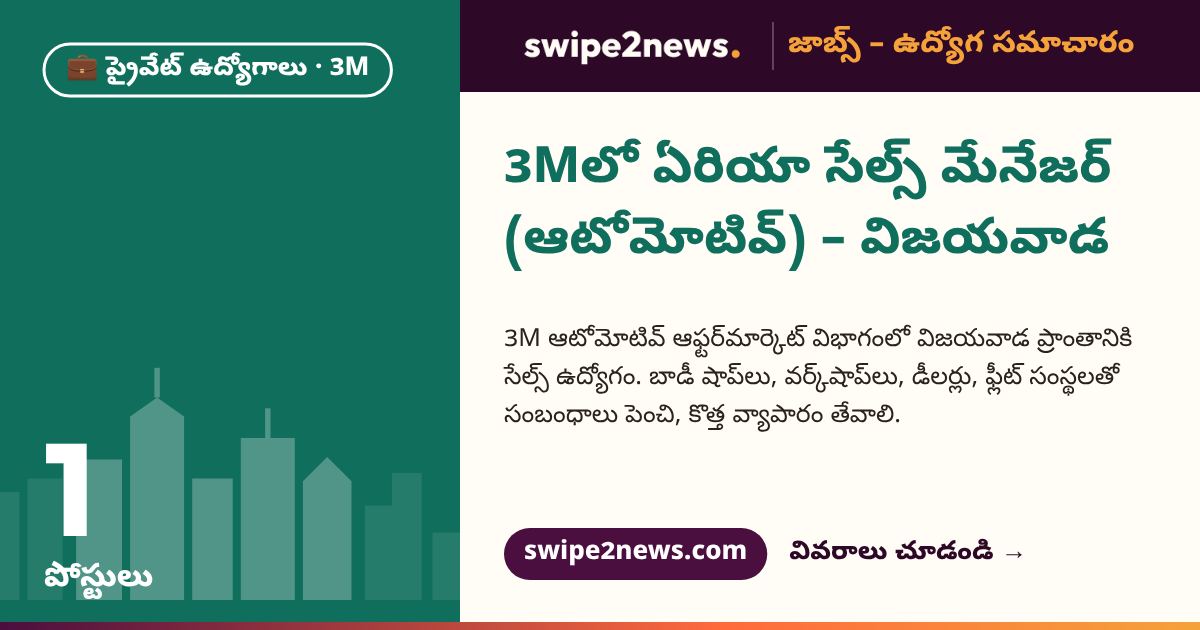 💼 ప్రైవేట్ ఉద్యోగాలు · 3M
1
పోస్టులు
swipe2news. | జాబ్స్ – ఉద్యోగ సమాచారం
3Mలో ఏరియా సేల్స్ మేనేజర్
(ఆటోమోటివ్) – విజయవాడ
3M ఆటోమోటివ్ ఆఫ్టర్‌మార్కెట్ విభాగంలో విజయవాడ ప్రాంతానికి
సేల్స్ ఉద్యోగం. బాడీ షాప్‌లు, వర్క్‌షాప్‌లు, డీలర్లు, ఫ్లీట్ సంస్థలతో
సంబంధాలు పెంచి, కొత్త వ్యాపారం తేవాలి.
swipe2news.com వివరాలు చూడండి →